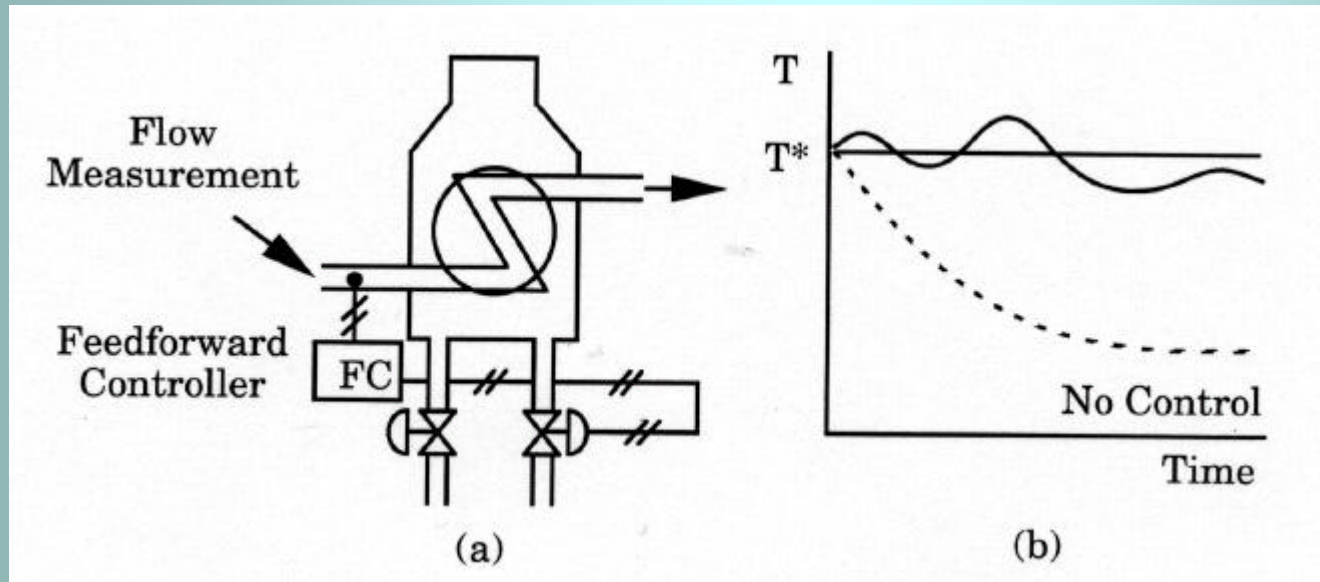 Flow
Measurement
Feedforward
Controller
FC
(a)
T
T*
No Control
Time
(b)